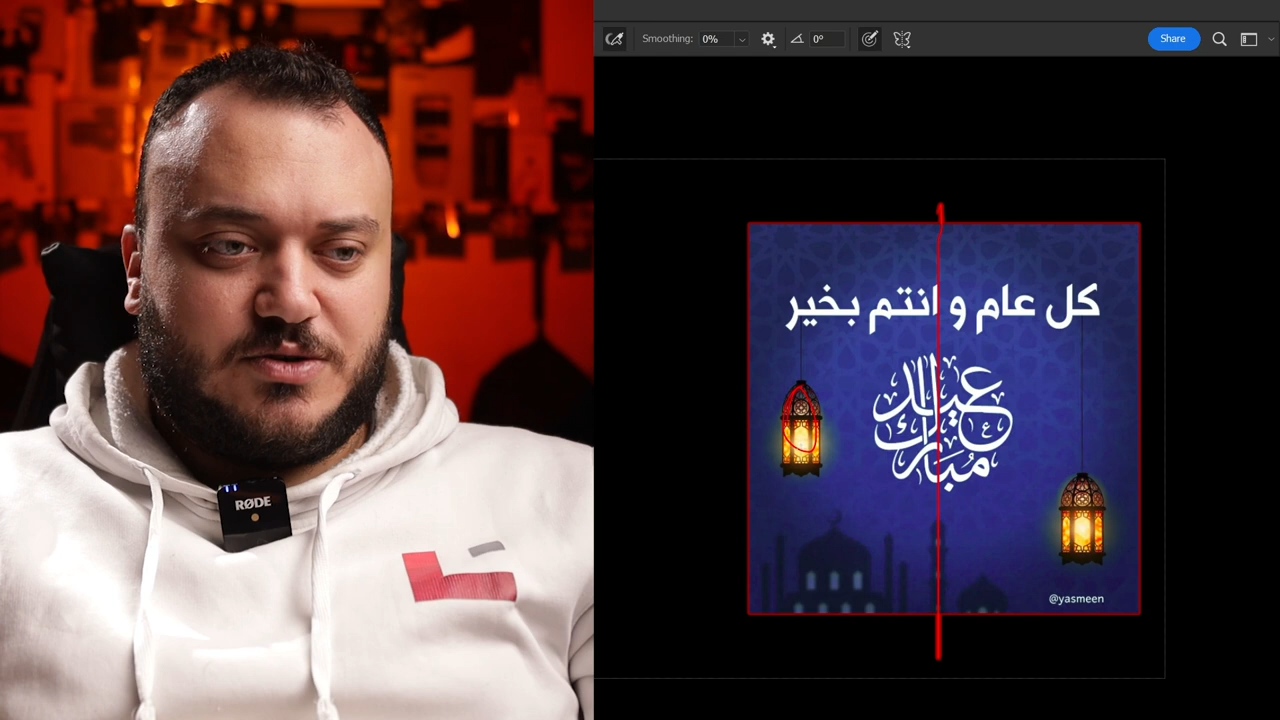 Smoothing: 0% 0° Share
كل عام و انتم بخير
عيد
مبارك
@yasmeen
RØDE